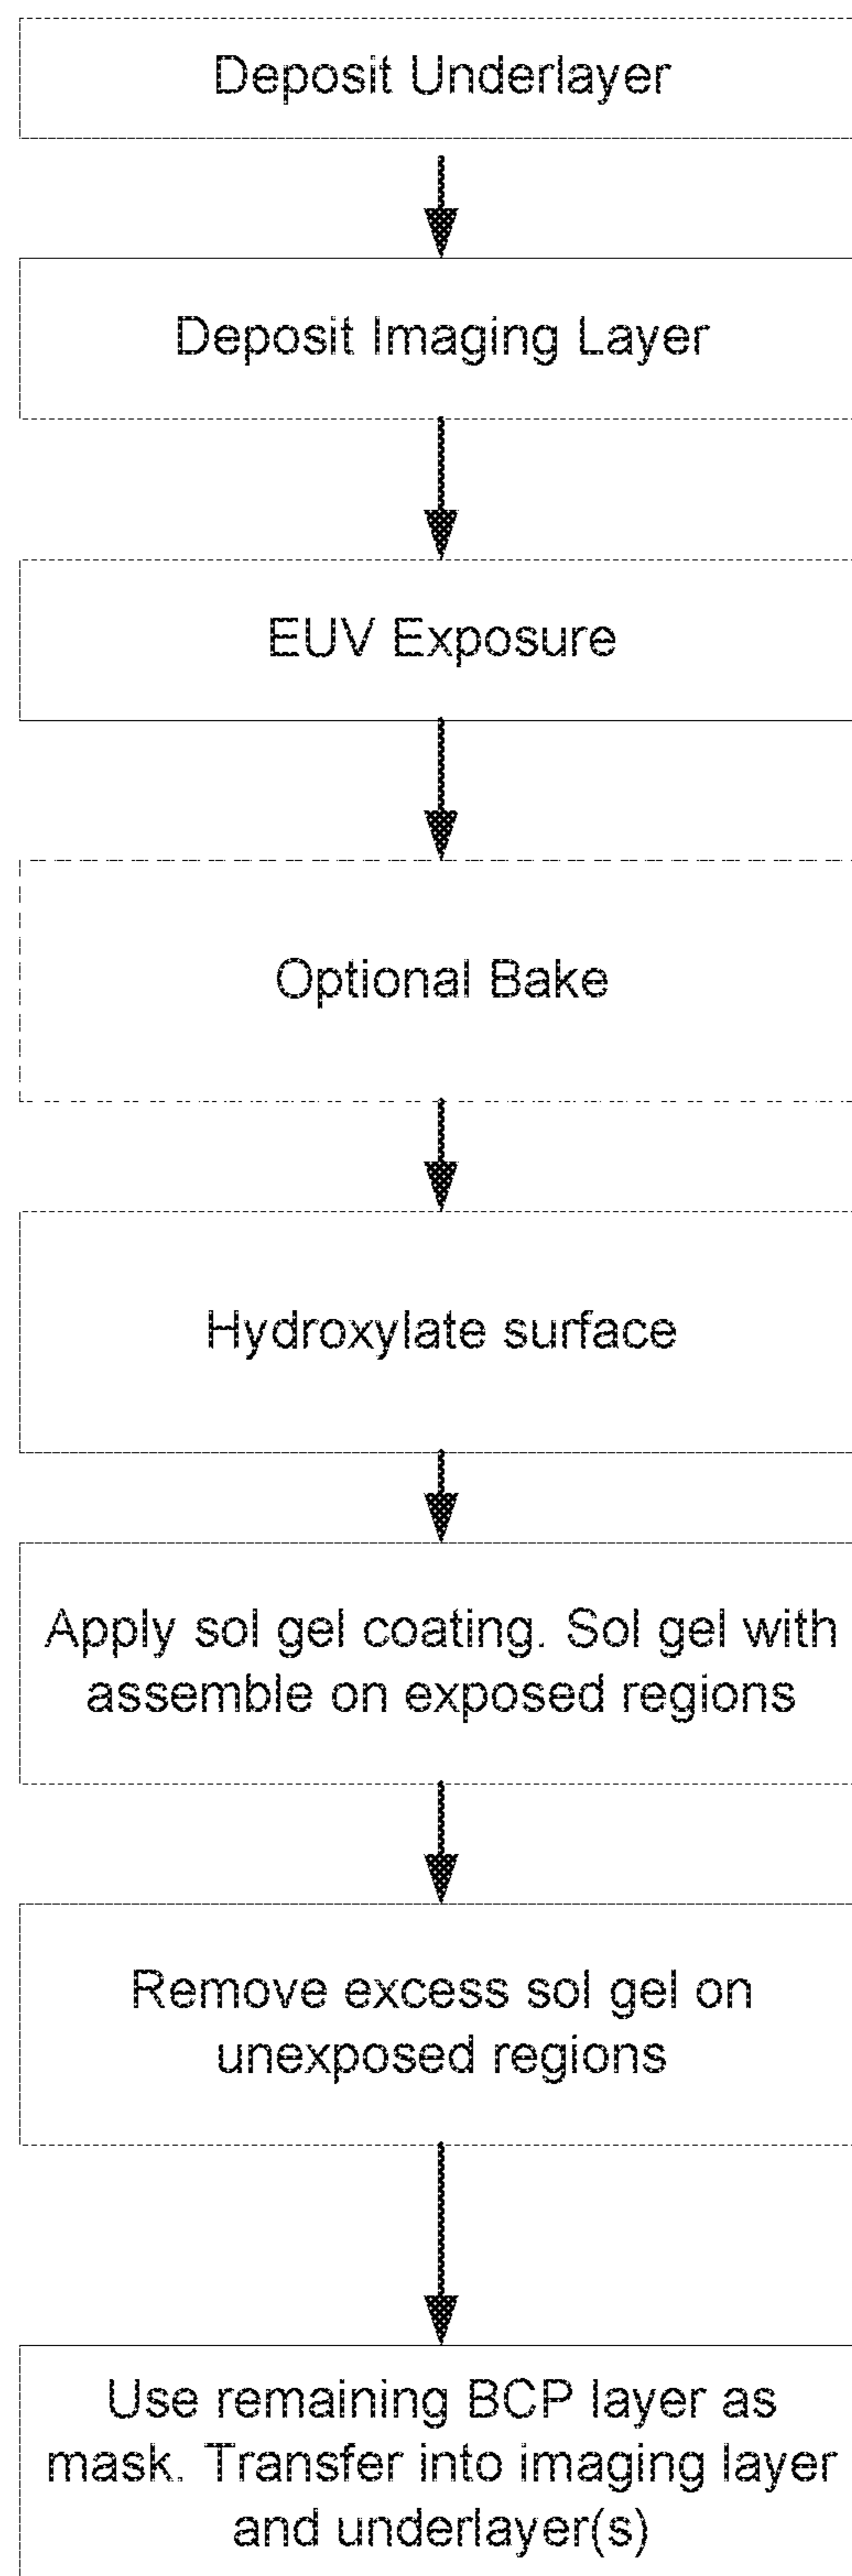 Deposit Underlayer
Deposit Imaging Layer
EUV Exposure
Optional Bake
Hydroxylate surface
Apply sol gel coating. Sol gel with
assemble on exposed regions
Remove excess sol gel on
unexposed regions
Use remaining BCP layer as
mask. Transfer into imaging layer
and underlayer(s)